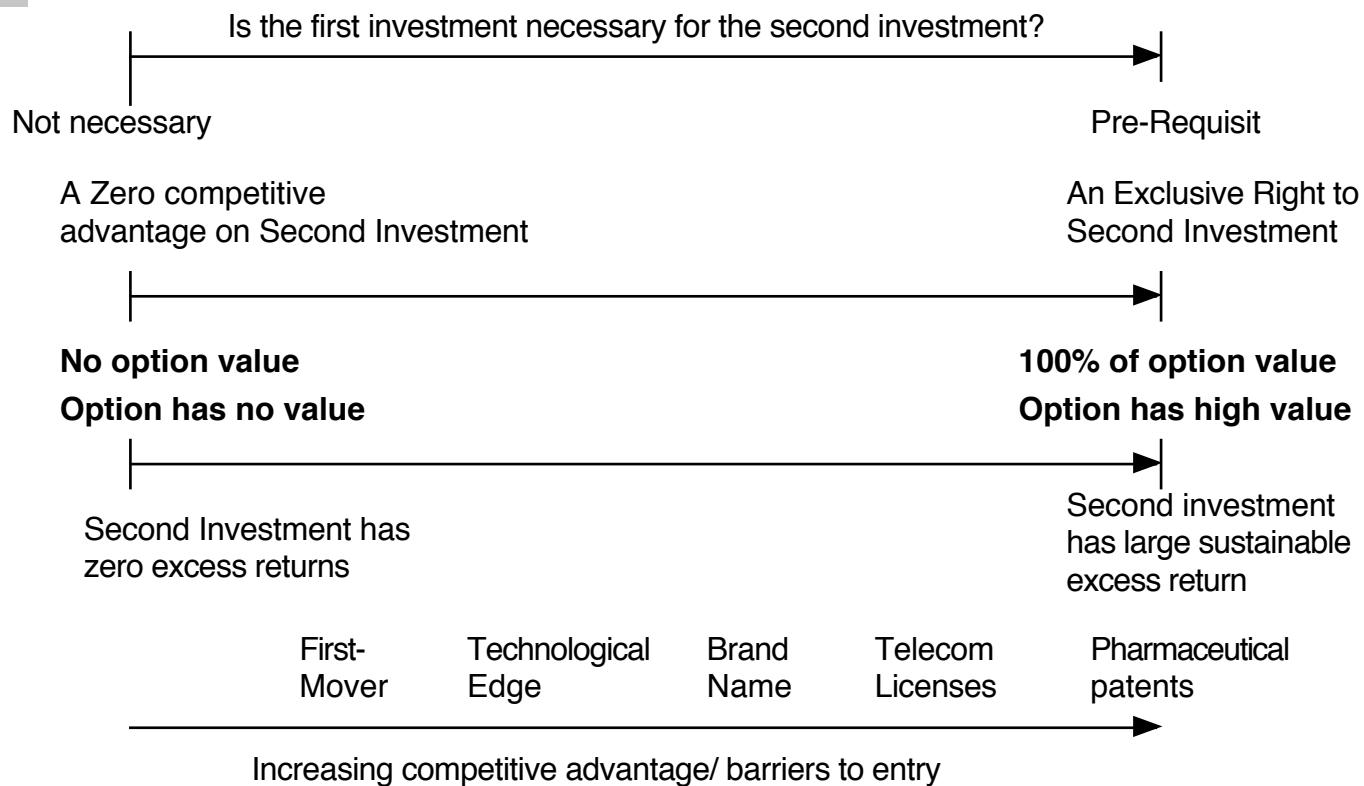 Is the first investment necessary for the second investment?
Not necessary
Pre-Requisit
A Zero competitive
advantage on Second Investment
An Exclusive Right to
Second Investment
No option value
Option has no value
100% of option value
Option has high value
Second Investment has
zero excess returns
Second investment
has large sustainable
excess return
First-
Mover
Technological
Edge
Brand
Name
Telecom
Licenses
Pharmaceutical
patents
Increasing competitive advantage/ barriers to entry